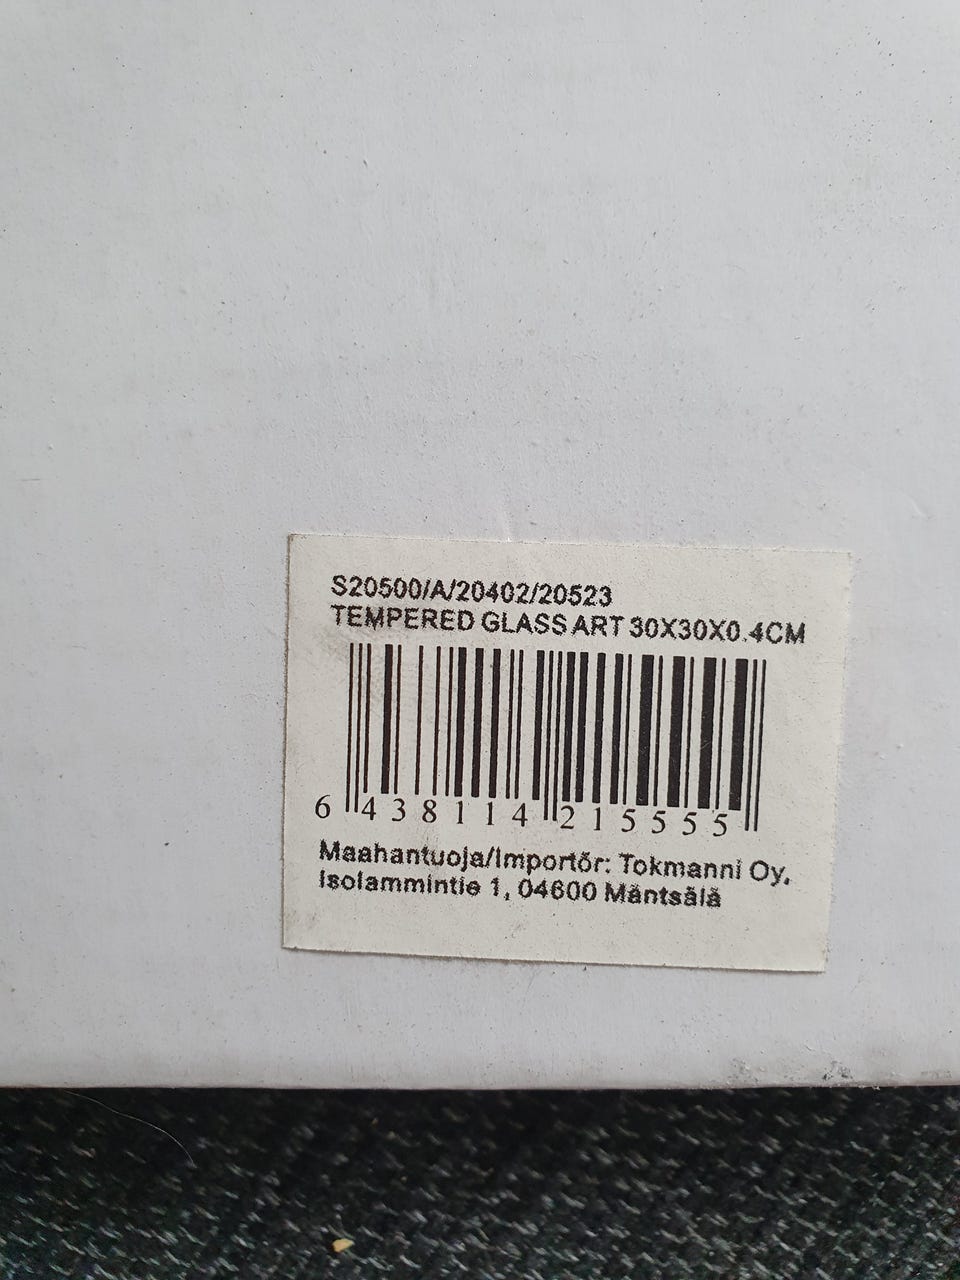 S20500/A/20402/20523
TEMPERED GLASS ART 30X30X0.4CM
6 438114 215555
Maahantuoja/Importör: Tokmanni Oy,
Isolammintie 1, 04600 Mäntsälä